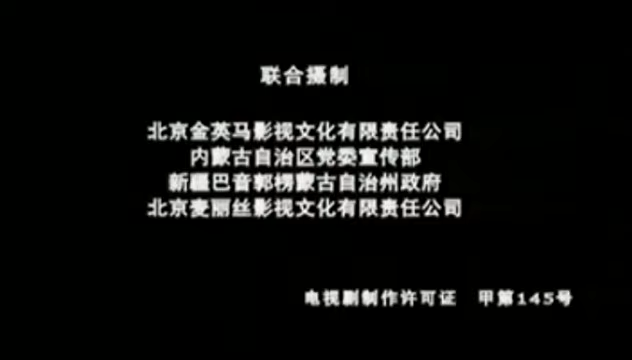 联合摄制
北京金英马影视文化有限责任公司
内蒙古自治区党委宣传部
新疆巴音郭楞蒙古自治州政府
北京麦丽丝影视文化有限责任公司
电视剧制作许可证 甲第145号